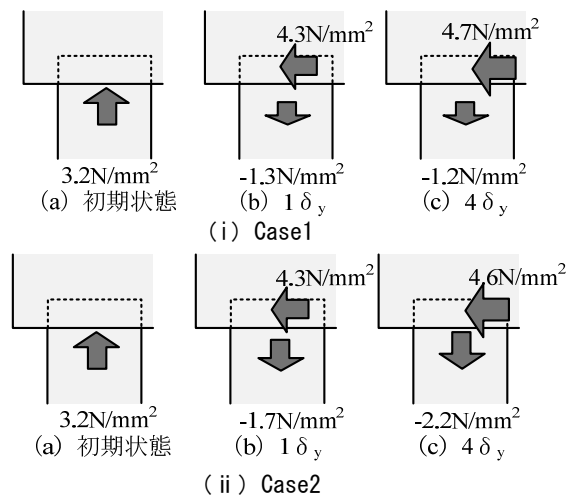 4.3N/mm²
4.7N/mm²
3.2N/mm²
-1.3N/mm²
-1.2N/mm²
(a) 初期状態
(b) 1δy
(c) 4δy
(i) Case1
4.3N/mm²
4.6N/mm²
3.2N/mm²
-1.7N/mm²
-2.2N/mm²
(a) 初期状態
(b) 1δy
(c) 4δy
(ii) Case2